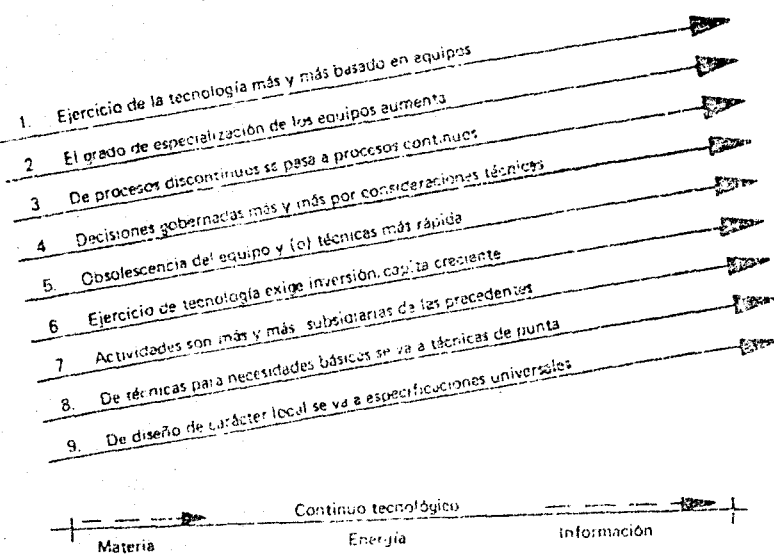 1. Ejercicio de la tecnología más y más basado en equipos
2 El grado de especialización de los equipos aumenta
3 De procesos discontinuos se pasa a procesos continuos
4 Decisiones gobernadas más y más por consideraciones técnicas
5. Obsolescencia del equipo y (o) técnicas más rápida
6 Ejercicio de tecnología exige inversión, cap/ta creciente
7 Actividades son más y más subsidiarias de las precedentes
8. De técnicas para necesidades básicas se va a técnicas de punta
9. De diseño de carácter local se va a especificaciones universales
Continuo tecnológico
Materia Energía Información